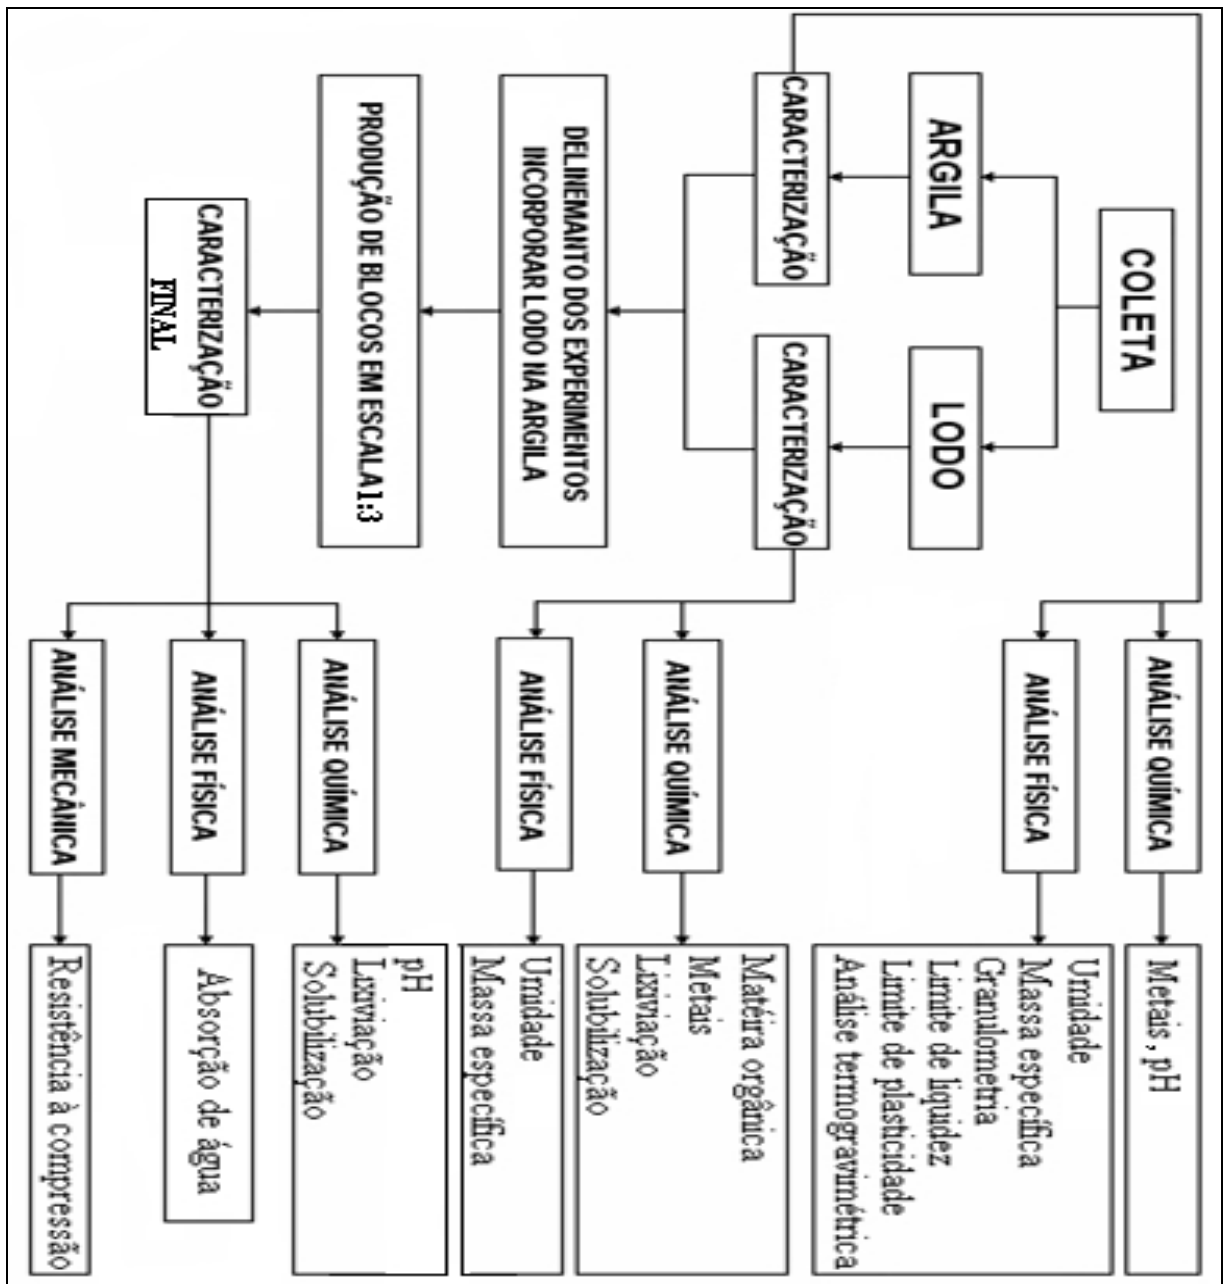 COLETA
ARGILA
LODO
CARACTERIZAÇÃO
CARACTERIZAÇÃO
DELINEMANTO DOS EXPERIMENTOS
INCORPORAR LODO NA ARGILA
PRODUÇÃO DE BLOCOS EM ESCALA 1:3
CARACTERIZAÇÃO
FINAL
ANÁLISE QUÍMICA
Metais, pH
ANÁLISE FÍSICA
Umidade
Massa específica
Granulometria
Limite de liquidez
Limite de plasticidade
Análise termogravimétrica
ANÁLISE QUÍMICA
Matéira orgânica
Metais
Lixiviação
Solubilização
ANÁLISE FÍSICA
Umidade
Massa específica
ANÁLISE QUÍMICA
pH
Lixiviação
Solubilização
ANÁLISE FÍSICA
Absorção de água
ANÁLISE MECÂNICA
Resistência à compressão